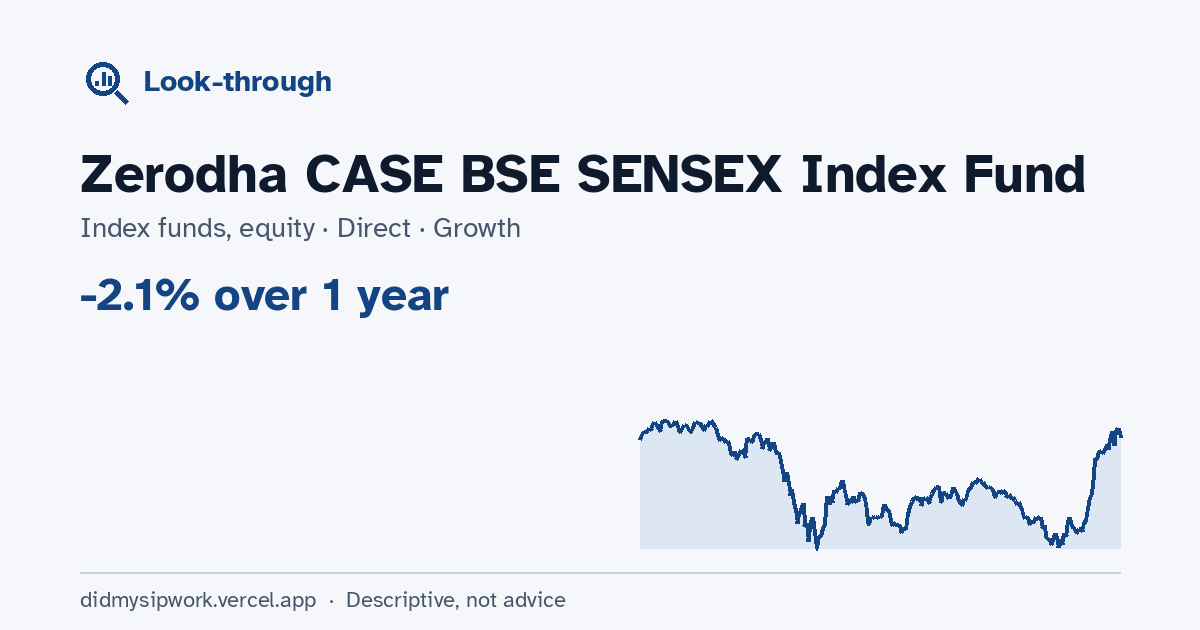 Look-through
Zerodha CASE BSE SENSEX Index Fund
Index funds, equity · Direct · Growth
-2.1% over 1 year
didmysipwork.vercel.app · Descriptive, not advice